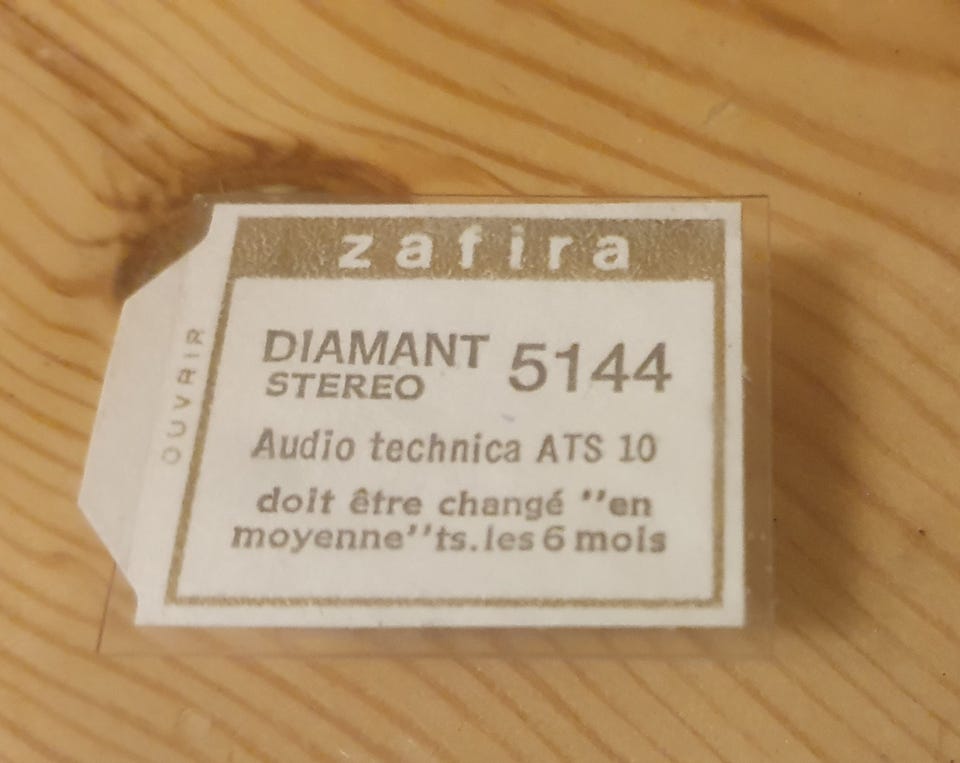 zafira
DIAMANT 5144
STEREO
Audio technica ATS 10
doit être changé ''en
moyenne''ts.les 6 mois
OUVRIR